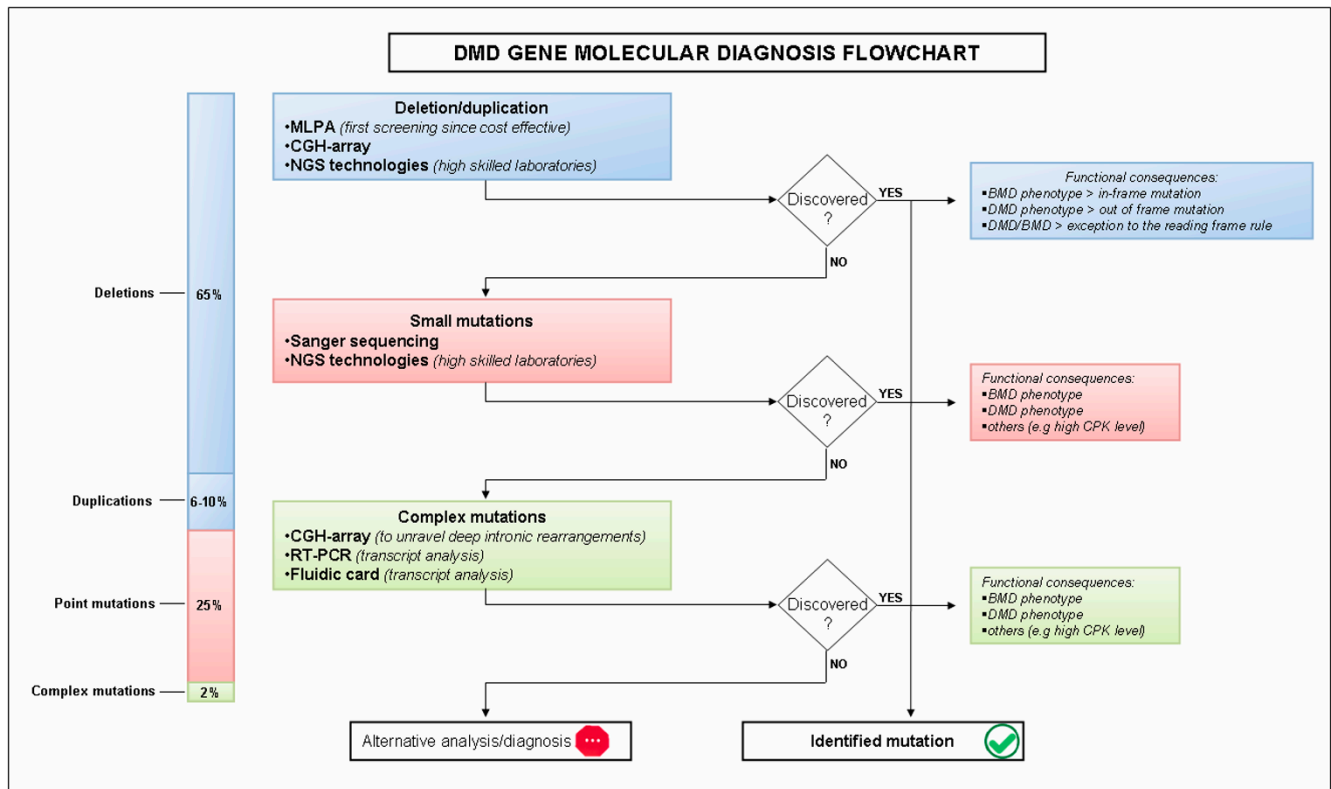 DMD GENE MOLECULAR DIAGNOSIS FLOWCHART
Deletion/duplication
•MLPA (first screening since cost effective)
•CGH-array
•NGS technologies (high skilled laboratories)
Discovered
?
YES
NO
Functional consequences:
▪BMD phenotype > in-frame mutation
▪DMD phenotype > out of frame mutation
▪DMD/BMD > exception to the reading frame rule
Deletions
65%
Small mutations
•Sanger sequencing
•NGS technologies (high skilled laboratories)
Discovered
?
YES
NO
Functional consequences:
▪BMD phenotype
▪DMD phenotype
▪others (e.g high CPK level)
Duplications
6-10%
Complex mutations
•CGH-array (to unravel deep intronic rearrangements)
•RT-PCR (transcript analysis)
•Fluidic card (transcript analysis)
Discovered
?
YES
NO
Functional consequences:
▪BMD phenotype
▪DMD phenotype
▪others (e.g high CPK level)
Point mutations
25%
Complex mutations
2%
Alternative analysis/diagnosis
Identified mutation